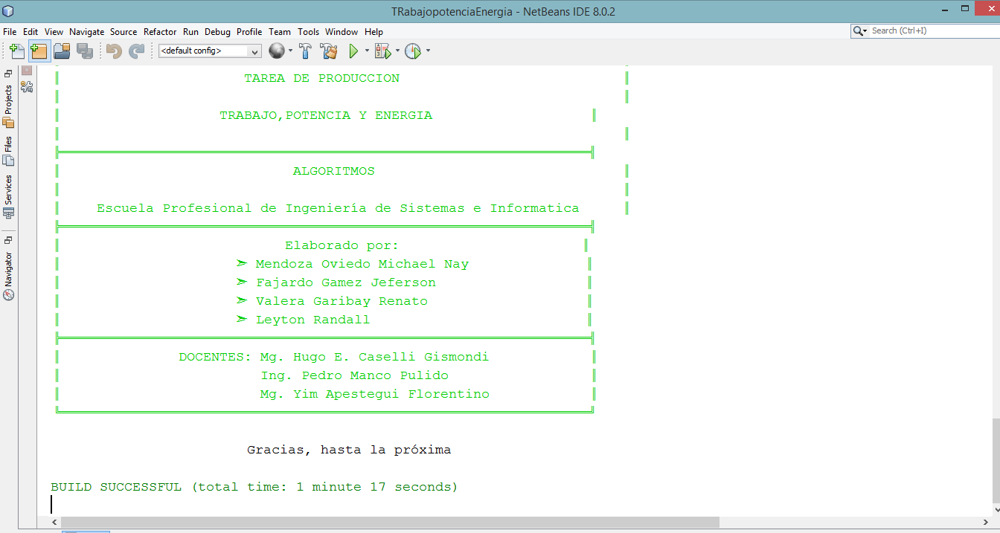 TRabajopotenciaEnergia - NetBeans IDE 8.0.2
File Edit View Navigate Source Refactor Run Debug Profile Team Tools Window Help
Search (Ctrl+I)
<default config>
Projects
Files
Services
Navigator
TAREA DE PRODUCCION
TRABAJO,POTENCIA Y ENERGIA
ALGORITMOS
Escuela Profesional de Ingeniería de Sistemas e Informatica
Elaborado por:
➢ Mendoza Oviedo Michael Nay
➢ Fajardo Gamez Jeferson
➢ Valera Garibay Renato
➢ Leyton Randall
DOCENTES: Mg. Hugo E. Caselli Gismondi
Ing. Pedro Manco Pulido
Mg. Yim Apestegui Florentino
Gracias, hasta la próxima
BUILD SUCCESSFUL (total time: 1 minute 17 seconds)